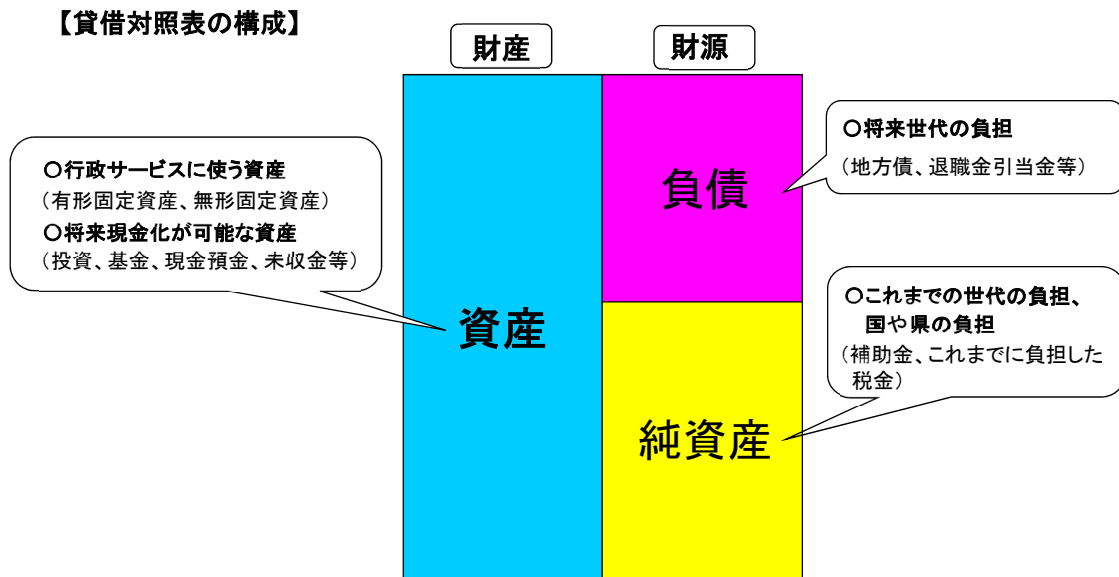 【貸借対照表の構成】
財産
財源
〇行政サービスに使う資産
（有形固定資産、無形固定資産）
〇将来現金化が可能な資産
（投資、基金、現金預金、未収金等）
資産
負債
〇将来世代の負担
（地方債、退職金引当金等）
純資産
〇これまでの世代の負担、
国や県の負担
（補助金、これまでに負担した
税金）